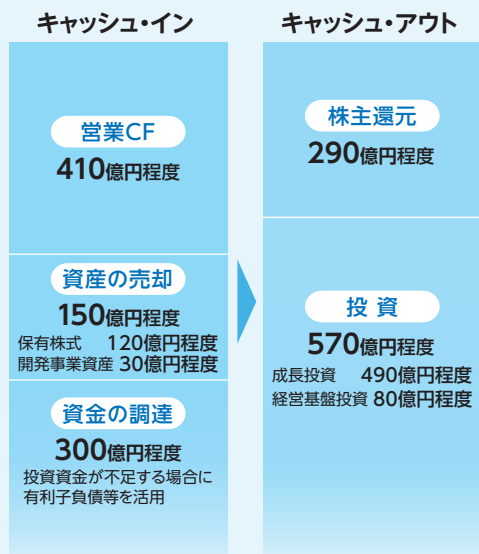 キャッシュ・イン
営業CF
410億円程度
資産の売却
150億円程度
保有株式 120億円程度
開発事業資産 30億円程度
資金の調達
300億円程度
投資資金が不足する場合に
有利子負債等を活用
キャッシュ・アウト
株主還元
290億円程度
投資
570億円程度
成長投資 490億円程度
経営基盤投資 80億円程度